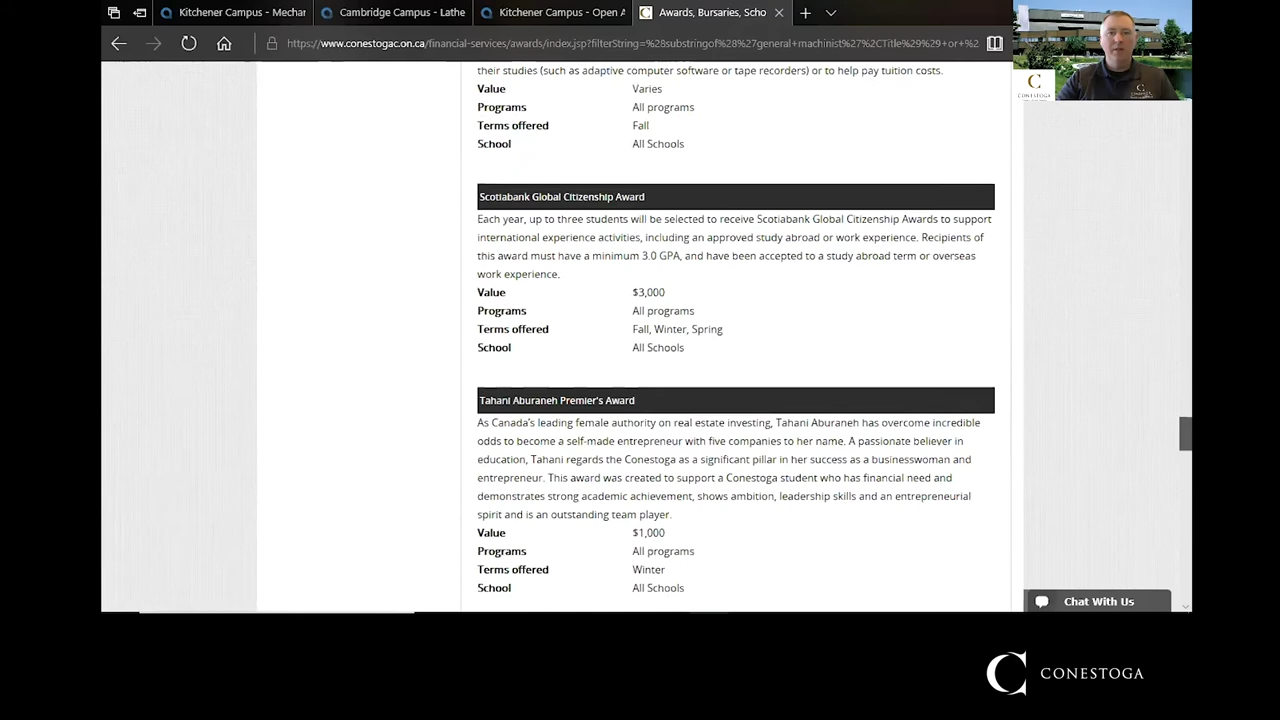 Kitchener Campus - Mechar
Cambridge Campus - Lathe
Kitchener Campus - Open A
Awards, Bursaries, Scho
https://www.conestogac.on.ca/financial-services/awards/index.jsp?filterString=%28substringof%28%27general+machinist+%27%2CTitle%29%29+or+%2
C
CONESTOGA
their studies (such as adaptive computer software or tape recorders) or to help pay tuition costs.
Value Varies
Programs All programs
Terms offered Fall
School All Schools
Scotiabank Global Citizenship Award
Each year, up to three students will be selected to receive Scotiabank Global Citizenship Awards to support
international experience activities, including an approved study abroad or work experience. Recipients of
this award must have a minimum 3.0 GPA, and have been accepted to a study abroad term or overseas
work experience.
Value $3,000
Programs All programs
Terms offered Fall, Winter, Spring
School All Schools
Tahani Aburaneh Premier's Award
As Canada's leading female authority on real estate investing, Tahani Aburaneh has overcome incredible
odds to become a self-made entrepreneur with five companies to her name. A passionate believer in
education, Tahani regards the Conestoga as a significant pillar in her success as a businesswoman and
entrepreneur. This award was created to support a Conestoga student who has financial need and
demonstrates strong academic achievement, shows ambition, leadership skills and an entrepreneurial
spirit and is an outstanding team player.
Value $1,000
Programs All programs
Terms offered Winter
School All Schools
Chat With Us
CONESTOGA